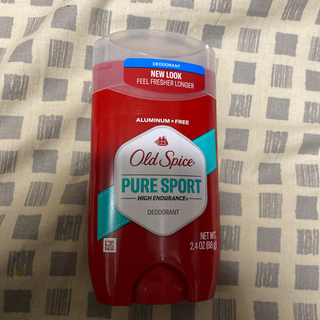 DEODORANT
NEW LOOK
FEEL FRESHER LONGER
ALUMINUM • FREE
Old Spice
PURE SPORT
HIGH ENDURANCE®
DEODORANT
NET WT.
2.4 OZ (68 g)